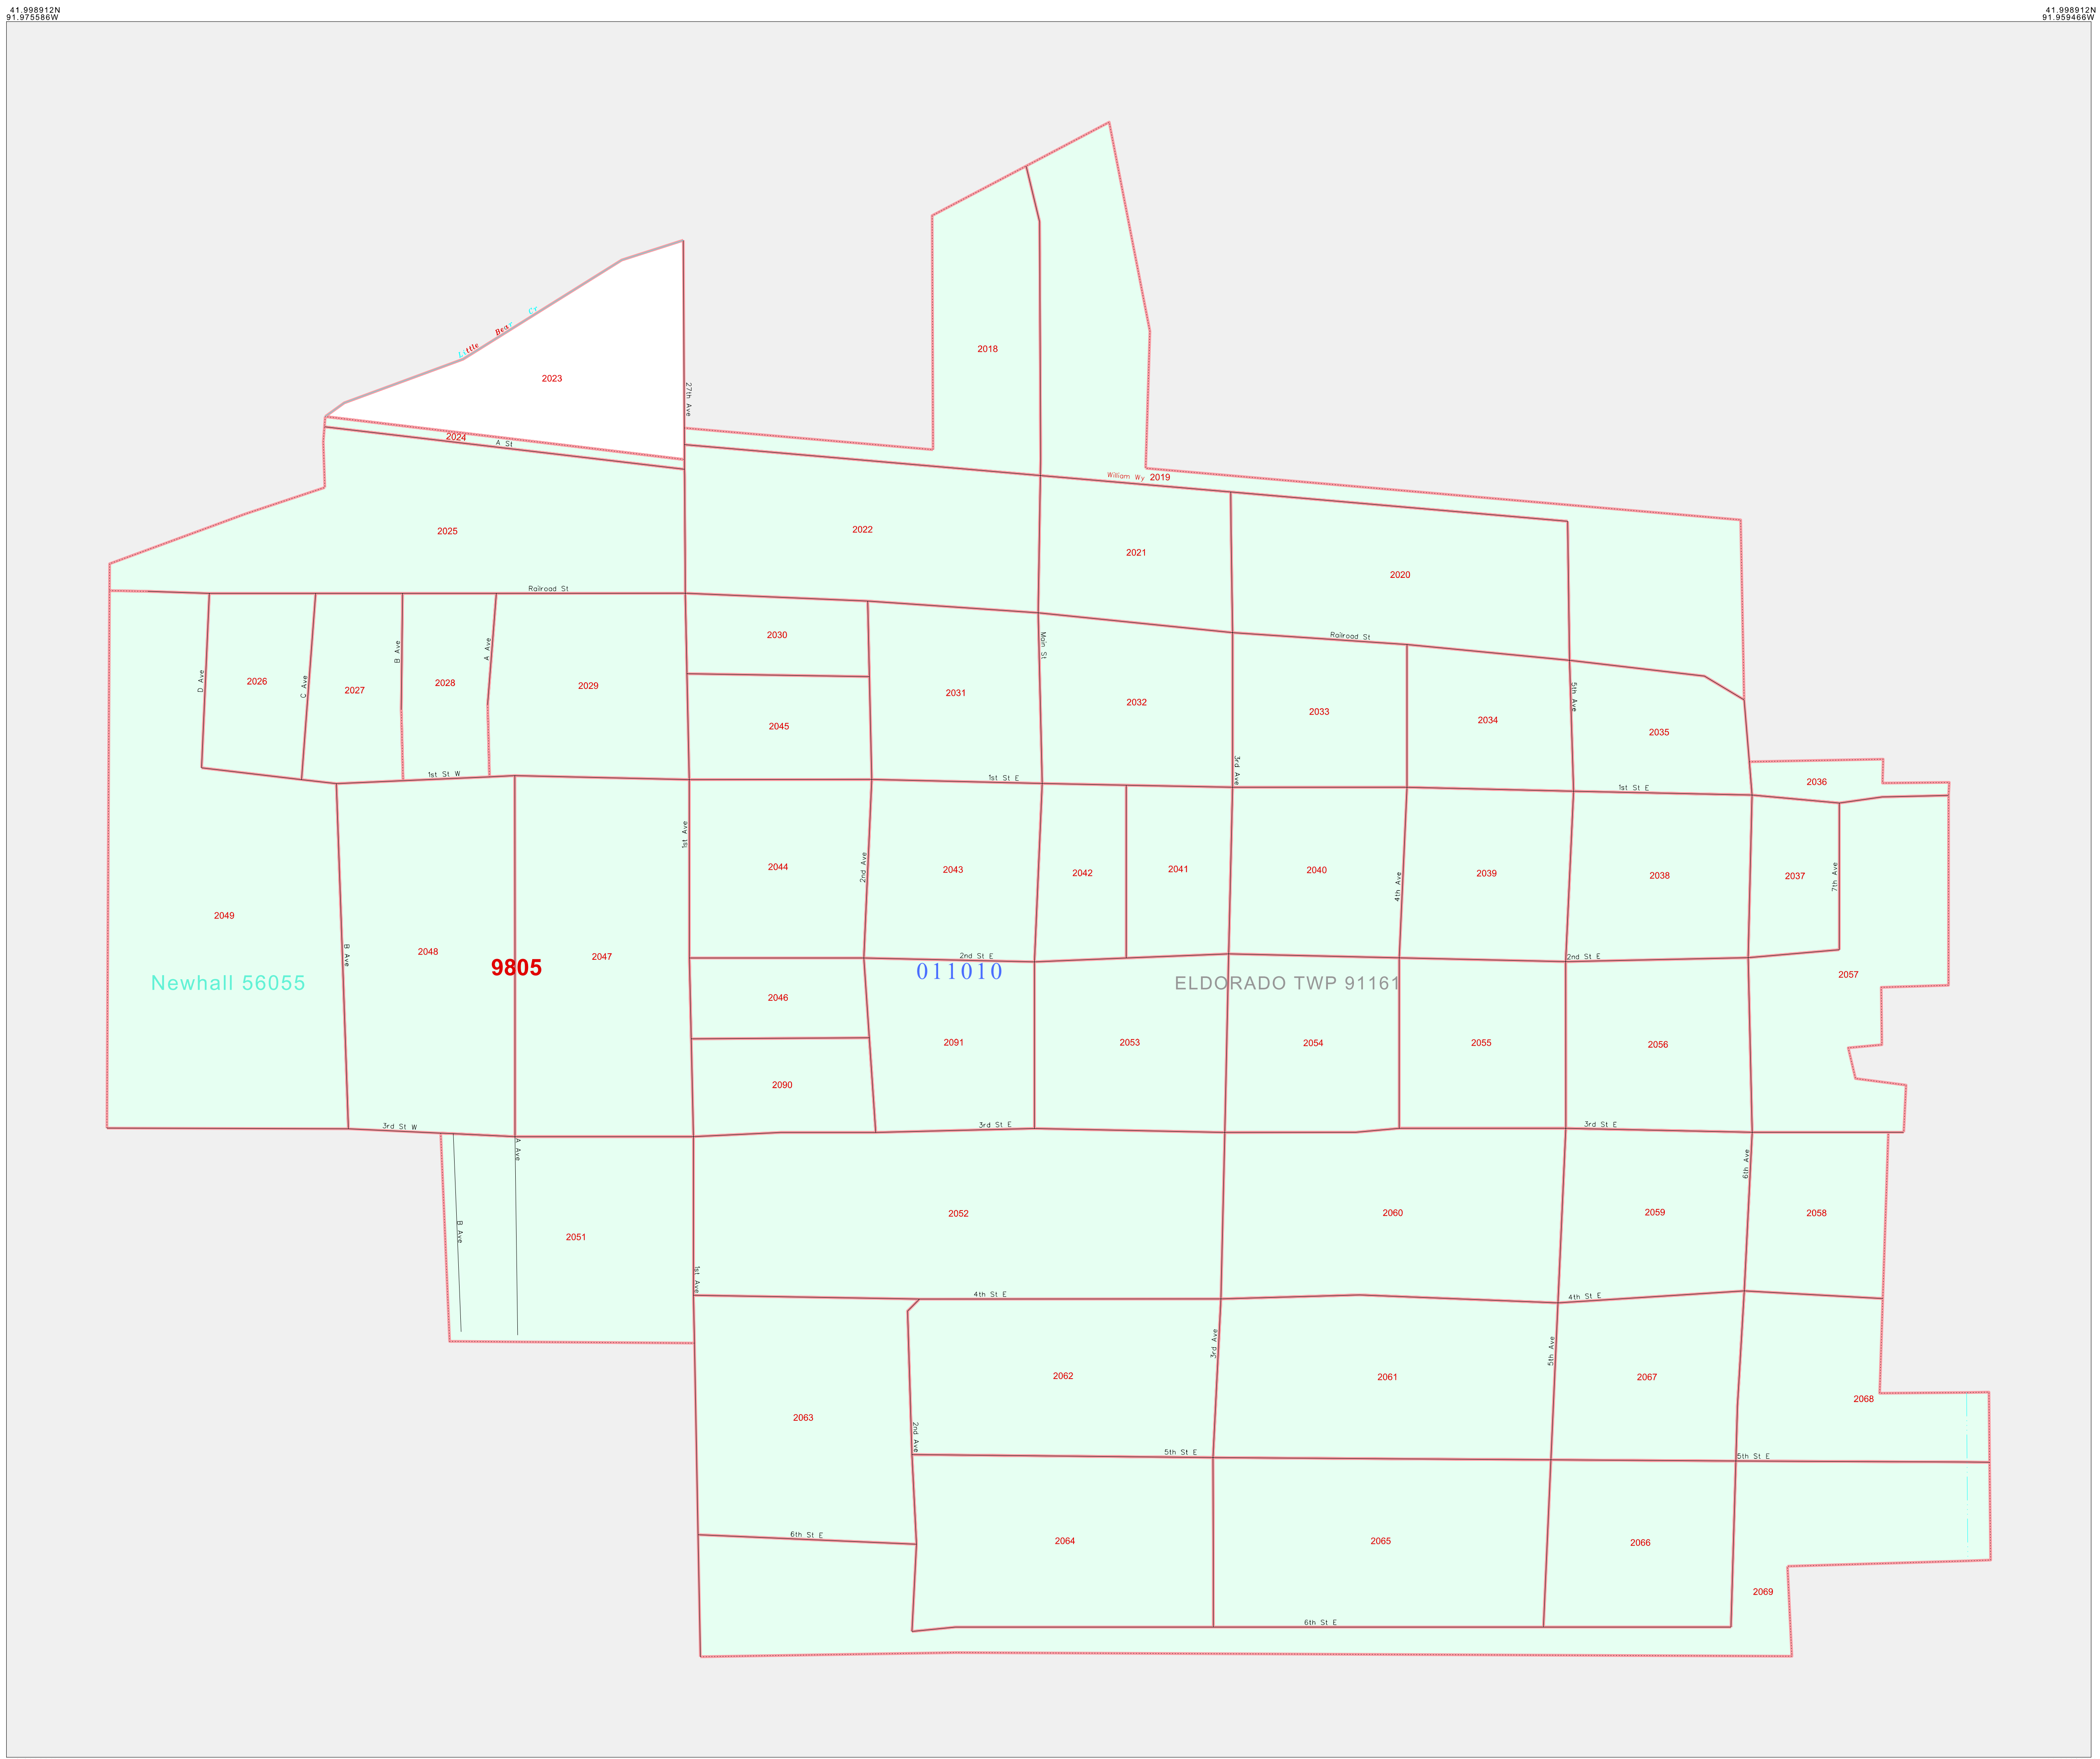 41.998912N
91.975586W
41.998912N
91.959466W
Little Bear Cr
2018
2023
27th Ave
2024
A St
William Wy 2019
2025
2022
2021
2020
Railroad St
Railroad St
2030
Main St
B Ave
A Ave
D Ave
C Ave
2026
2027
2028
2029
2031
2032
2033
2034
5th Ave
2035
2045
3rd Ave
1st St W
1st St E
1st St E
2036
1st Ave
2044
2nd Ave
2043
2042
2041
2040
4th Ave
2039
2038
2037
7th Ave
2049
B Ave
2048
2047
2nd St E
2nd St E
9805
011010
2057
Newhall 56055
ELDORADO TWP 91161
2046
2091
2053
2054
2055
2056
2090
3rd St W
3rd St E
3rd St E
A Ave
6th Ave
2052
2060
2059
2058
B Ave
2051
1st Ave
4th St E
4th St E
3rd Ave
5th Ave
2062
2061
2067
2068
2063
2nd Ave
5th St E
5th St E
6th St E
2064
2065
2066
2069
6th St E